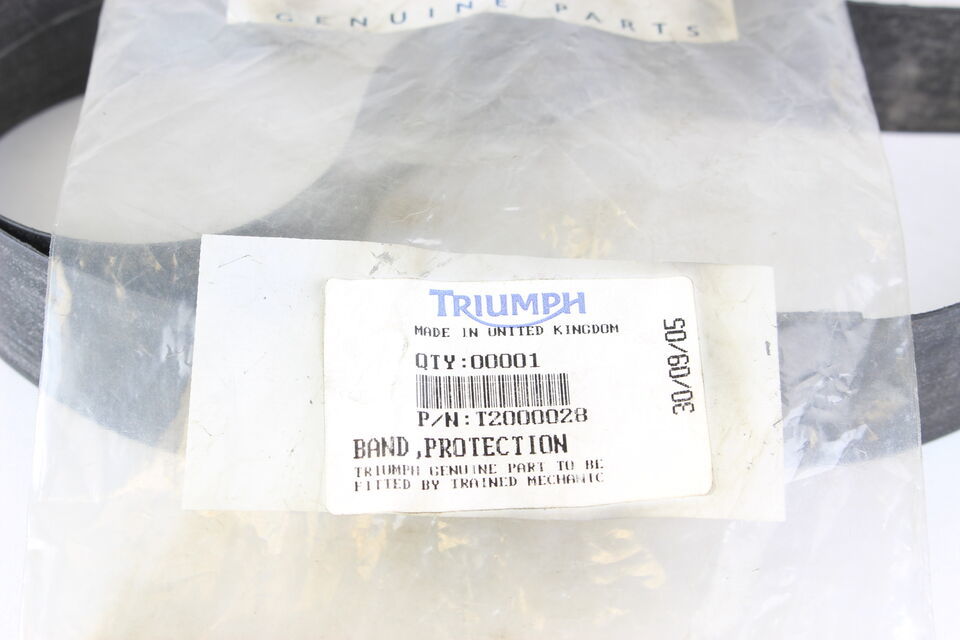 GENUINE PARTS
TRIUMPH
MADE IN UNITED KINGDOM
QTY:00001
P/N:T2000028
BAND,PROTECTION
TRIUMPH GENUINE PART TO BE
FITTED BY TRAINED MECHANIC
30/09/05